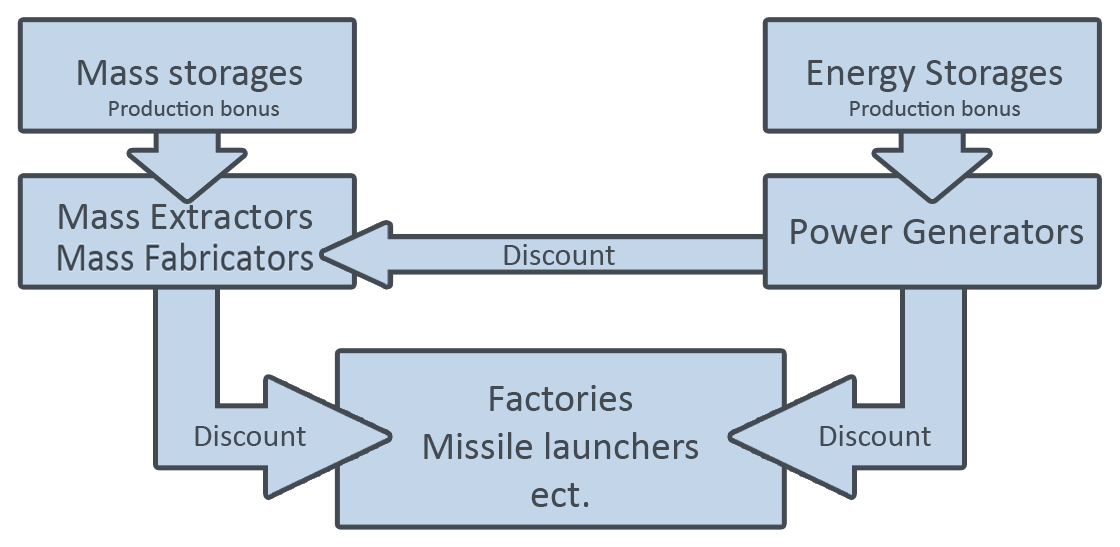 Mass storages
Production bonus
Energy Storages
Production bonus
Mass Extractors
Mass Fabricators
Discount
Power Generators
Discount
Factories
Missile launchers
ect.
Discount